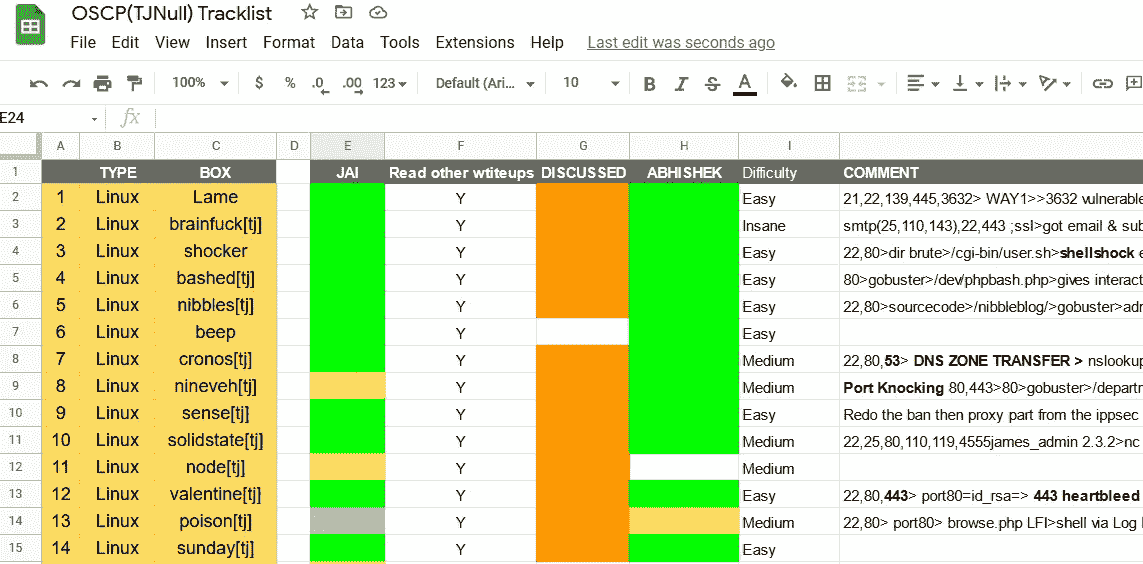 OSCP(TJNull) Tracklist
File Edit View Insert Format Data Tools Extensions Help Last edit was seconds ago
100% $ % .0 .00 123 Default (Ari... 10 B I S A
E24 fx
A B C D E F G H I
1 TYPE BOX JAI Read other wtiteups DISCUSSED ABHISHEK Difficulty COMMENT
2 1 Linux Lame Y Easy 21,22,139,445,3632> WAY1>>3632 vulnerable
3 2 Linux brainfuck[tj] Y Insane smtp(25,110,143),22,443 ;ssl>got email & sub
4 3 Linux shocker Y Easy 22,80>dir brute>/cgi-bin/user.sh>shellshock e
5 4 Linux bashed[tj] Y Easy 80>gobuster>/dev/phpbash.php>gives interact
6 5 Linux nibbles[tj] Y Easy 22,80>sourcecode>/nibbleblog/>gobuster>adr
7 6 Linux beep Y Easy
8 7 Linux cronos[tj] Y Medium 22,80,53> DNS ZONE TRANSFER > nslookup
9 8 Linux nineveh[tj] Y Medium Port Knocking 80,443>80>gobuster>/departn
10 9 Linux sense[tj] Y Easy Redo the ban then proxy part from the ippsec
11 10 Linux solidstate[tj] Y Medium 22,25,80,110,119,4555james_admin 2.3.2>nc
12 11 Linux node[tj] Y Medium
13 12 Linux valentine[tj] Y Easy 22,80,443> port80=id_rsa=> 443 heartbleed
14 13 Linux poison[tj] Y Medium 22,80> port80> browse.php LFI>shell via Log
15 14 Linux sunday[tj] Y Easy